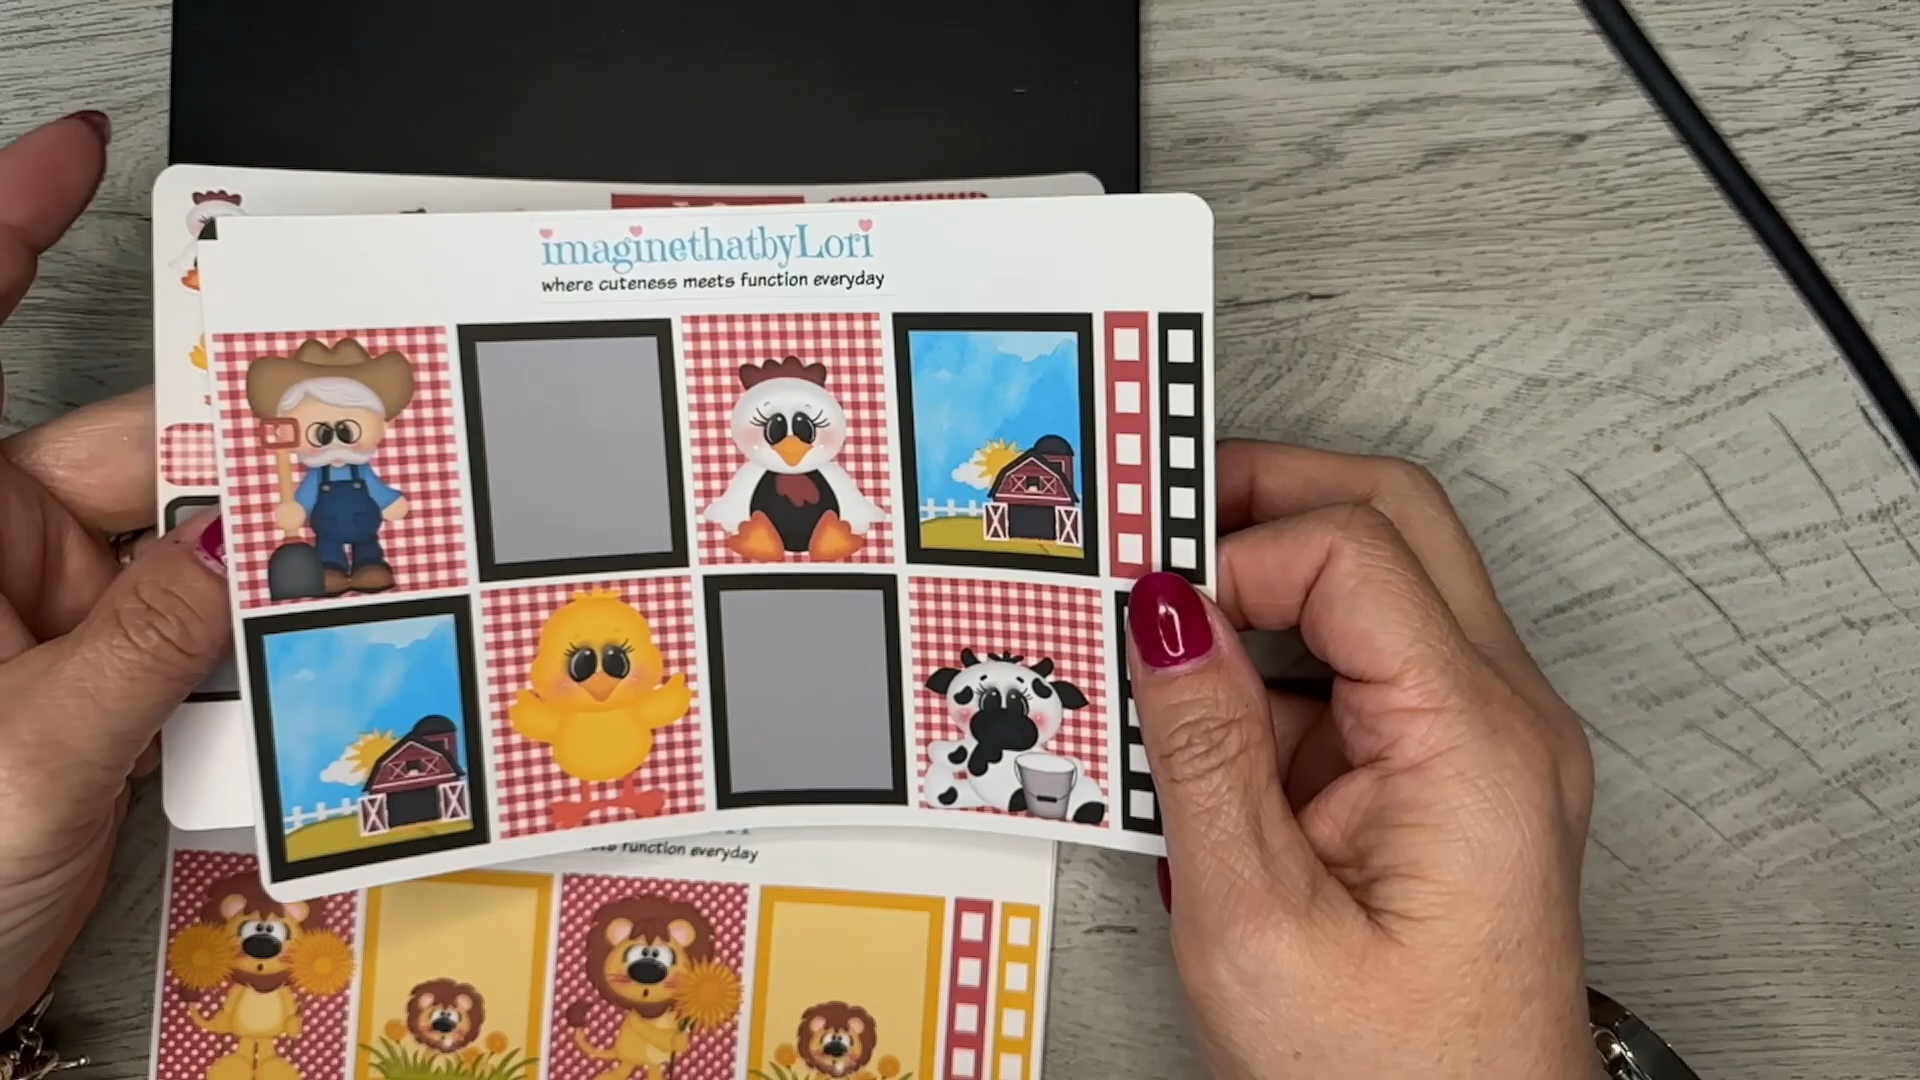 imaginethatbyLori
where cuteness meets function everyday
function everyday